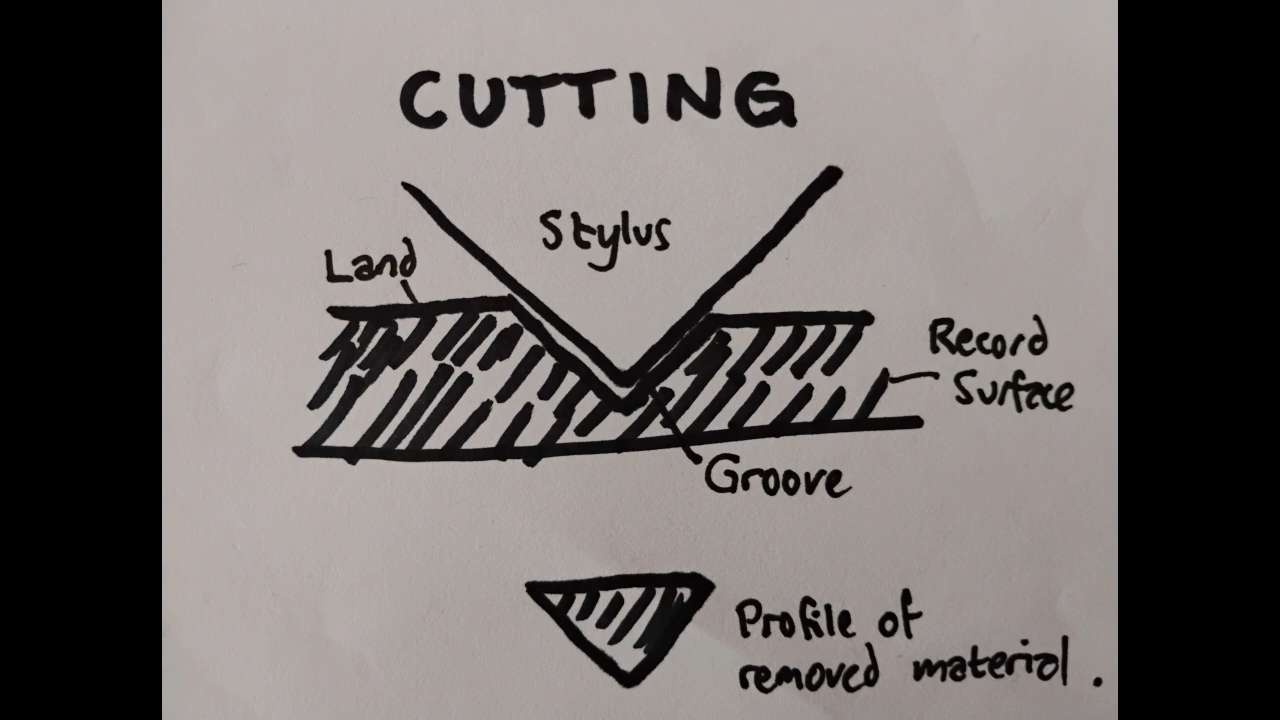 CUTTING
Stylus
Land
Record
Surface
Groove
Profile of
removed material.